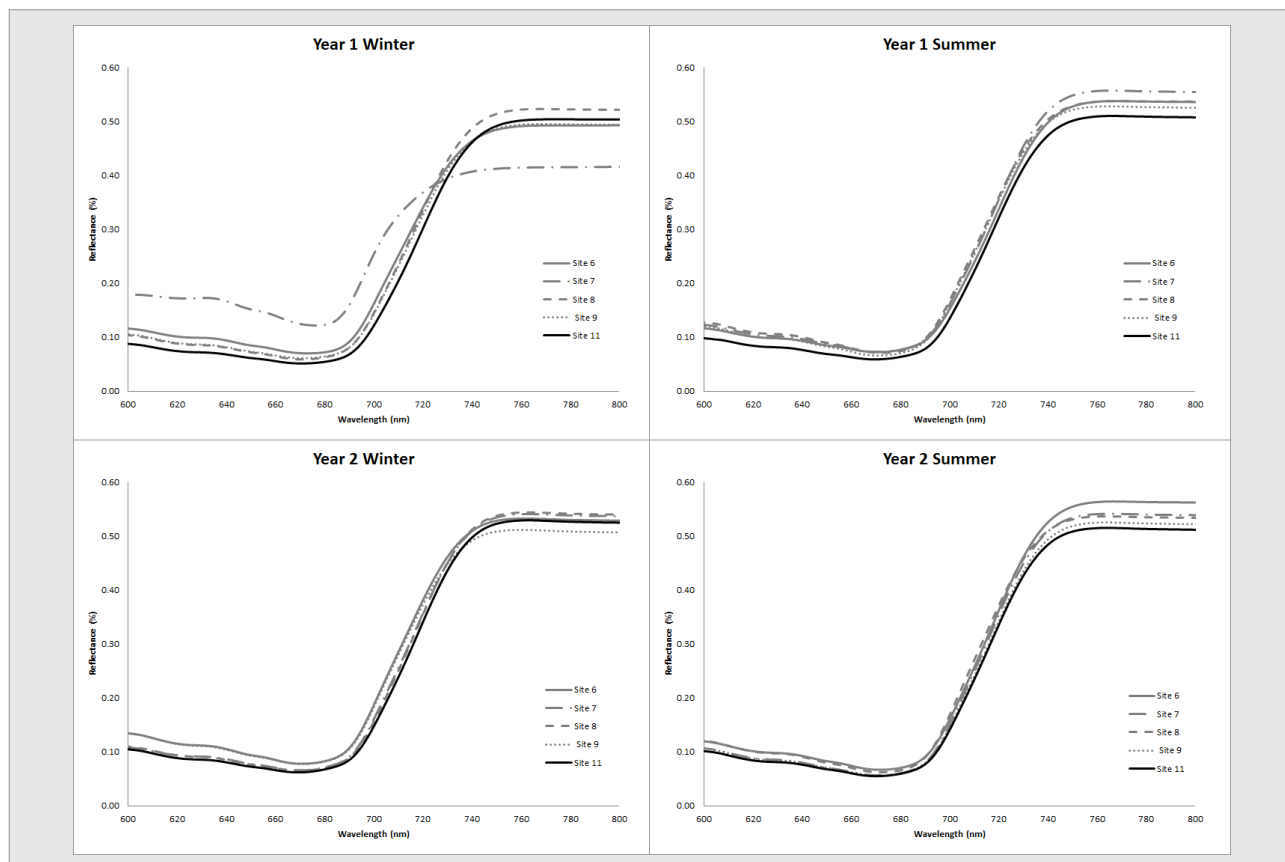 Year 1 Winter
0.60
0.50
0.40
0.30
0.20
0.10
0.00
Reflectance (%)
600 620 640 660 680 700 720 740 760 780 800
Wavelength (nm)
Site 6
Site 7
Site 8
Site 9
Site 11
Year 1 Summer
0.60
0.50
0.40
0.30
0.20
0.10
0.00
Reflectance (%)
600 620 640 660 680 700 720 740 760 780 800
Wavelength (nm)
Site 6
Site 7
Site 8
Site 9
Site 11
Year 2 Winter
0.60
0.50
0.40
0.30
0.20
0.10
0.00
Reflectance (%)
600 620 640 660 680 700 720 740 760 780 800
Wavelength (nm)
Site 6
Site 7
Site 8
Site 9
Site 11
Year 2 Summer
0.60
0.50
0.40
0.30
0.20
0.10
0.00
Reflectance (%)
600 620 640 660 680 700 720 740 760 780 800
Wavelength (nm)
Site 6
Site 7
Site 8
Site 9
Site 11